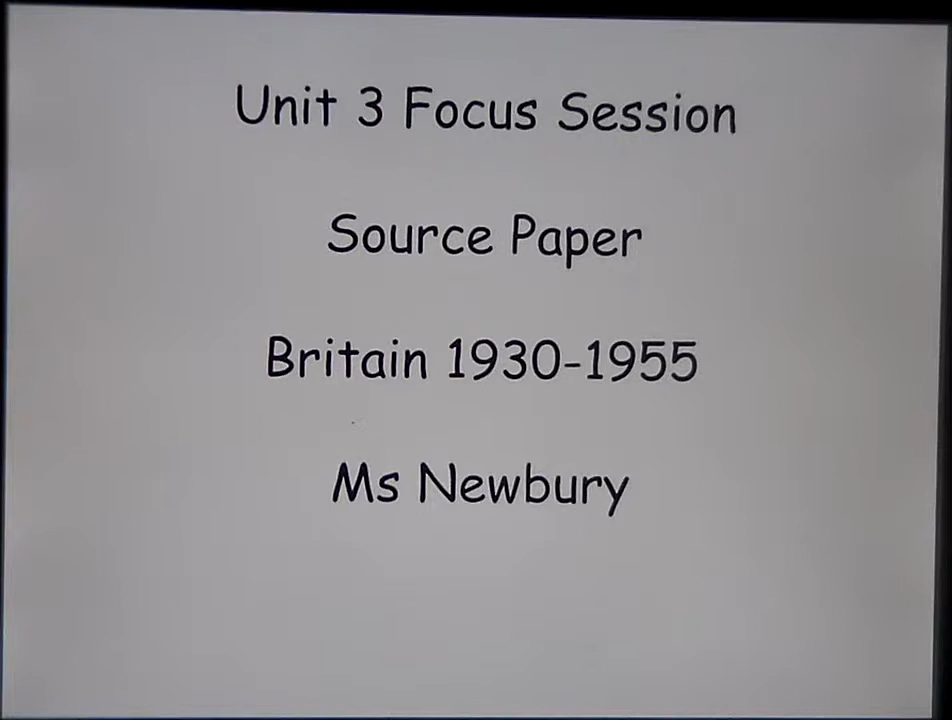 Unit 3 Focus Session
Source Paper
Britain 1930-1955
Ms Newbury